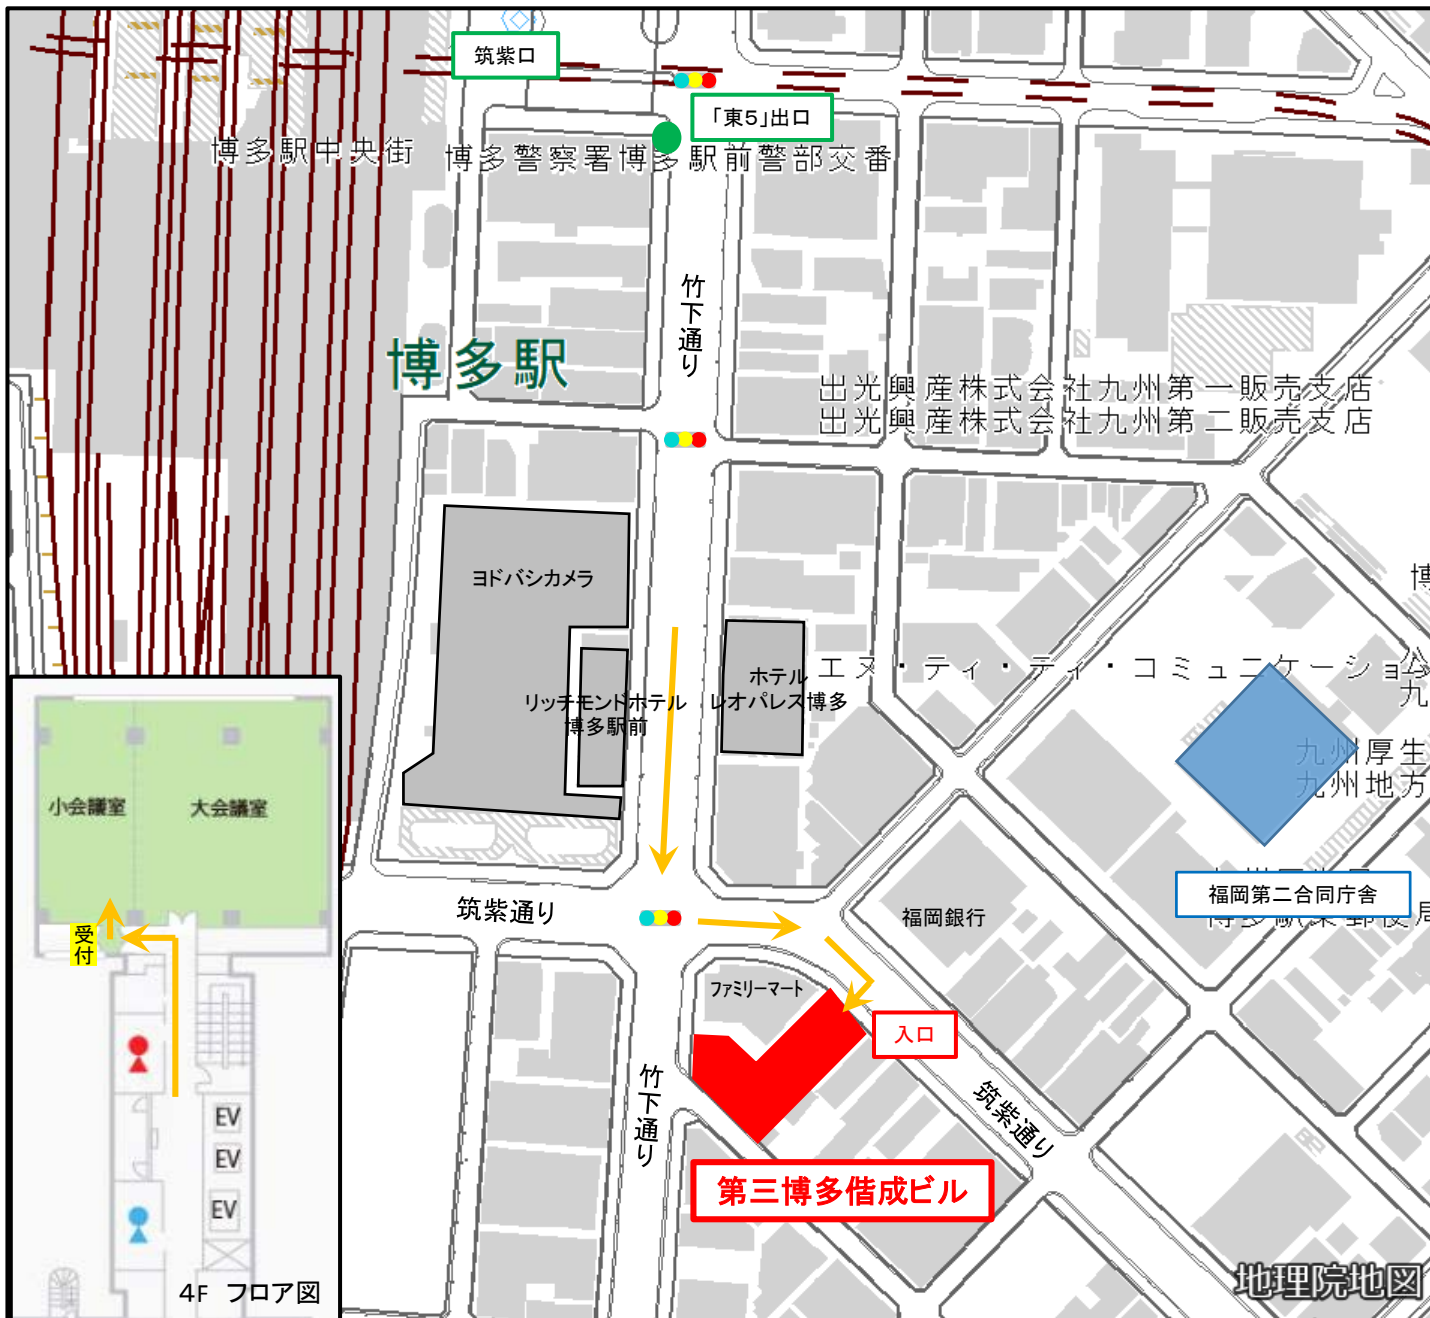 筑紫口
「東5」出口
博多駅中央街
博多警察署博多駅前警部交番
竹下通り
博多駅
出光興産株式会社九州第一販売支店
出光興産株式会社九州第二販売支店
ヨドバシカメラ
博
エヌ・ティ・ティ・コミュニケーショ
ホテル
レオパレス博多
リッチモンドホテル
博多駅前
九
九州厚生
九州地方
小会議室
大会議室
福岡第二合同庁舎
筑紫通り
福岡銀行
受付
ファミリーマート
入口
竹下通り
筑紫通り
EV
EV
EV
第三博多偕成ビル
4F フロア図
地理院地図